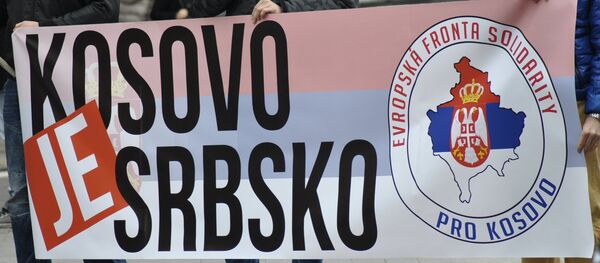 KOSOVO
JE SRBSKO
EVROPSKÁ FRONTA SOLIDARITY
PRO KOSOVO